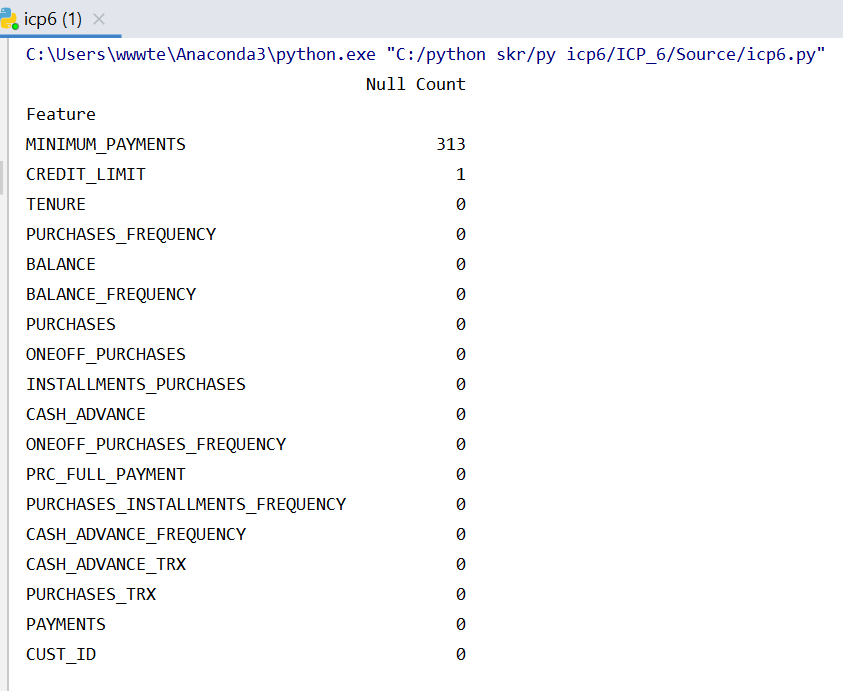 icp6 (1)
C:\Users\wwwte\Anaconda3\python.exe "C:/python skr/py icp6/ICP_6/Source/icp6.py"
Null Count
Feature
MINIMUM_PAYMENTS 313
CREDIT_LIMIT 1
TENURE 0
PURCHASES_FREQUENCY 0
BALANCE 0
BALANCE_FREQUENCY 0
PURCHASES 0
ONEOFF_PURCHASES 0
INSTALLMENTS_PURCHASES 0
CASH_ADVANCE 0
ONEOFF_PURCHASES_FREQUENCY 0
PRC_FULL_PAYMENT 0
PURCHASES_INSTALLMENTS_FREQUENCY 0
CASH_ADVANCE_FREQUENCY 0
CASH_ADVANCE_TRX 0
PURCHASES_TRX 0
PAYMENTS 0
CUST_ID 0